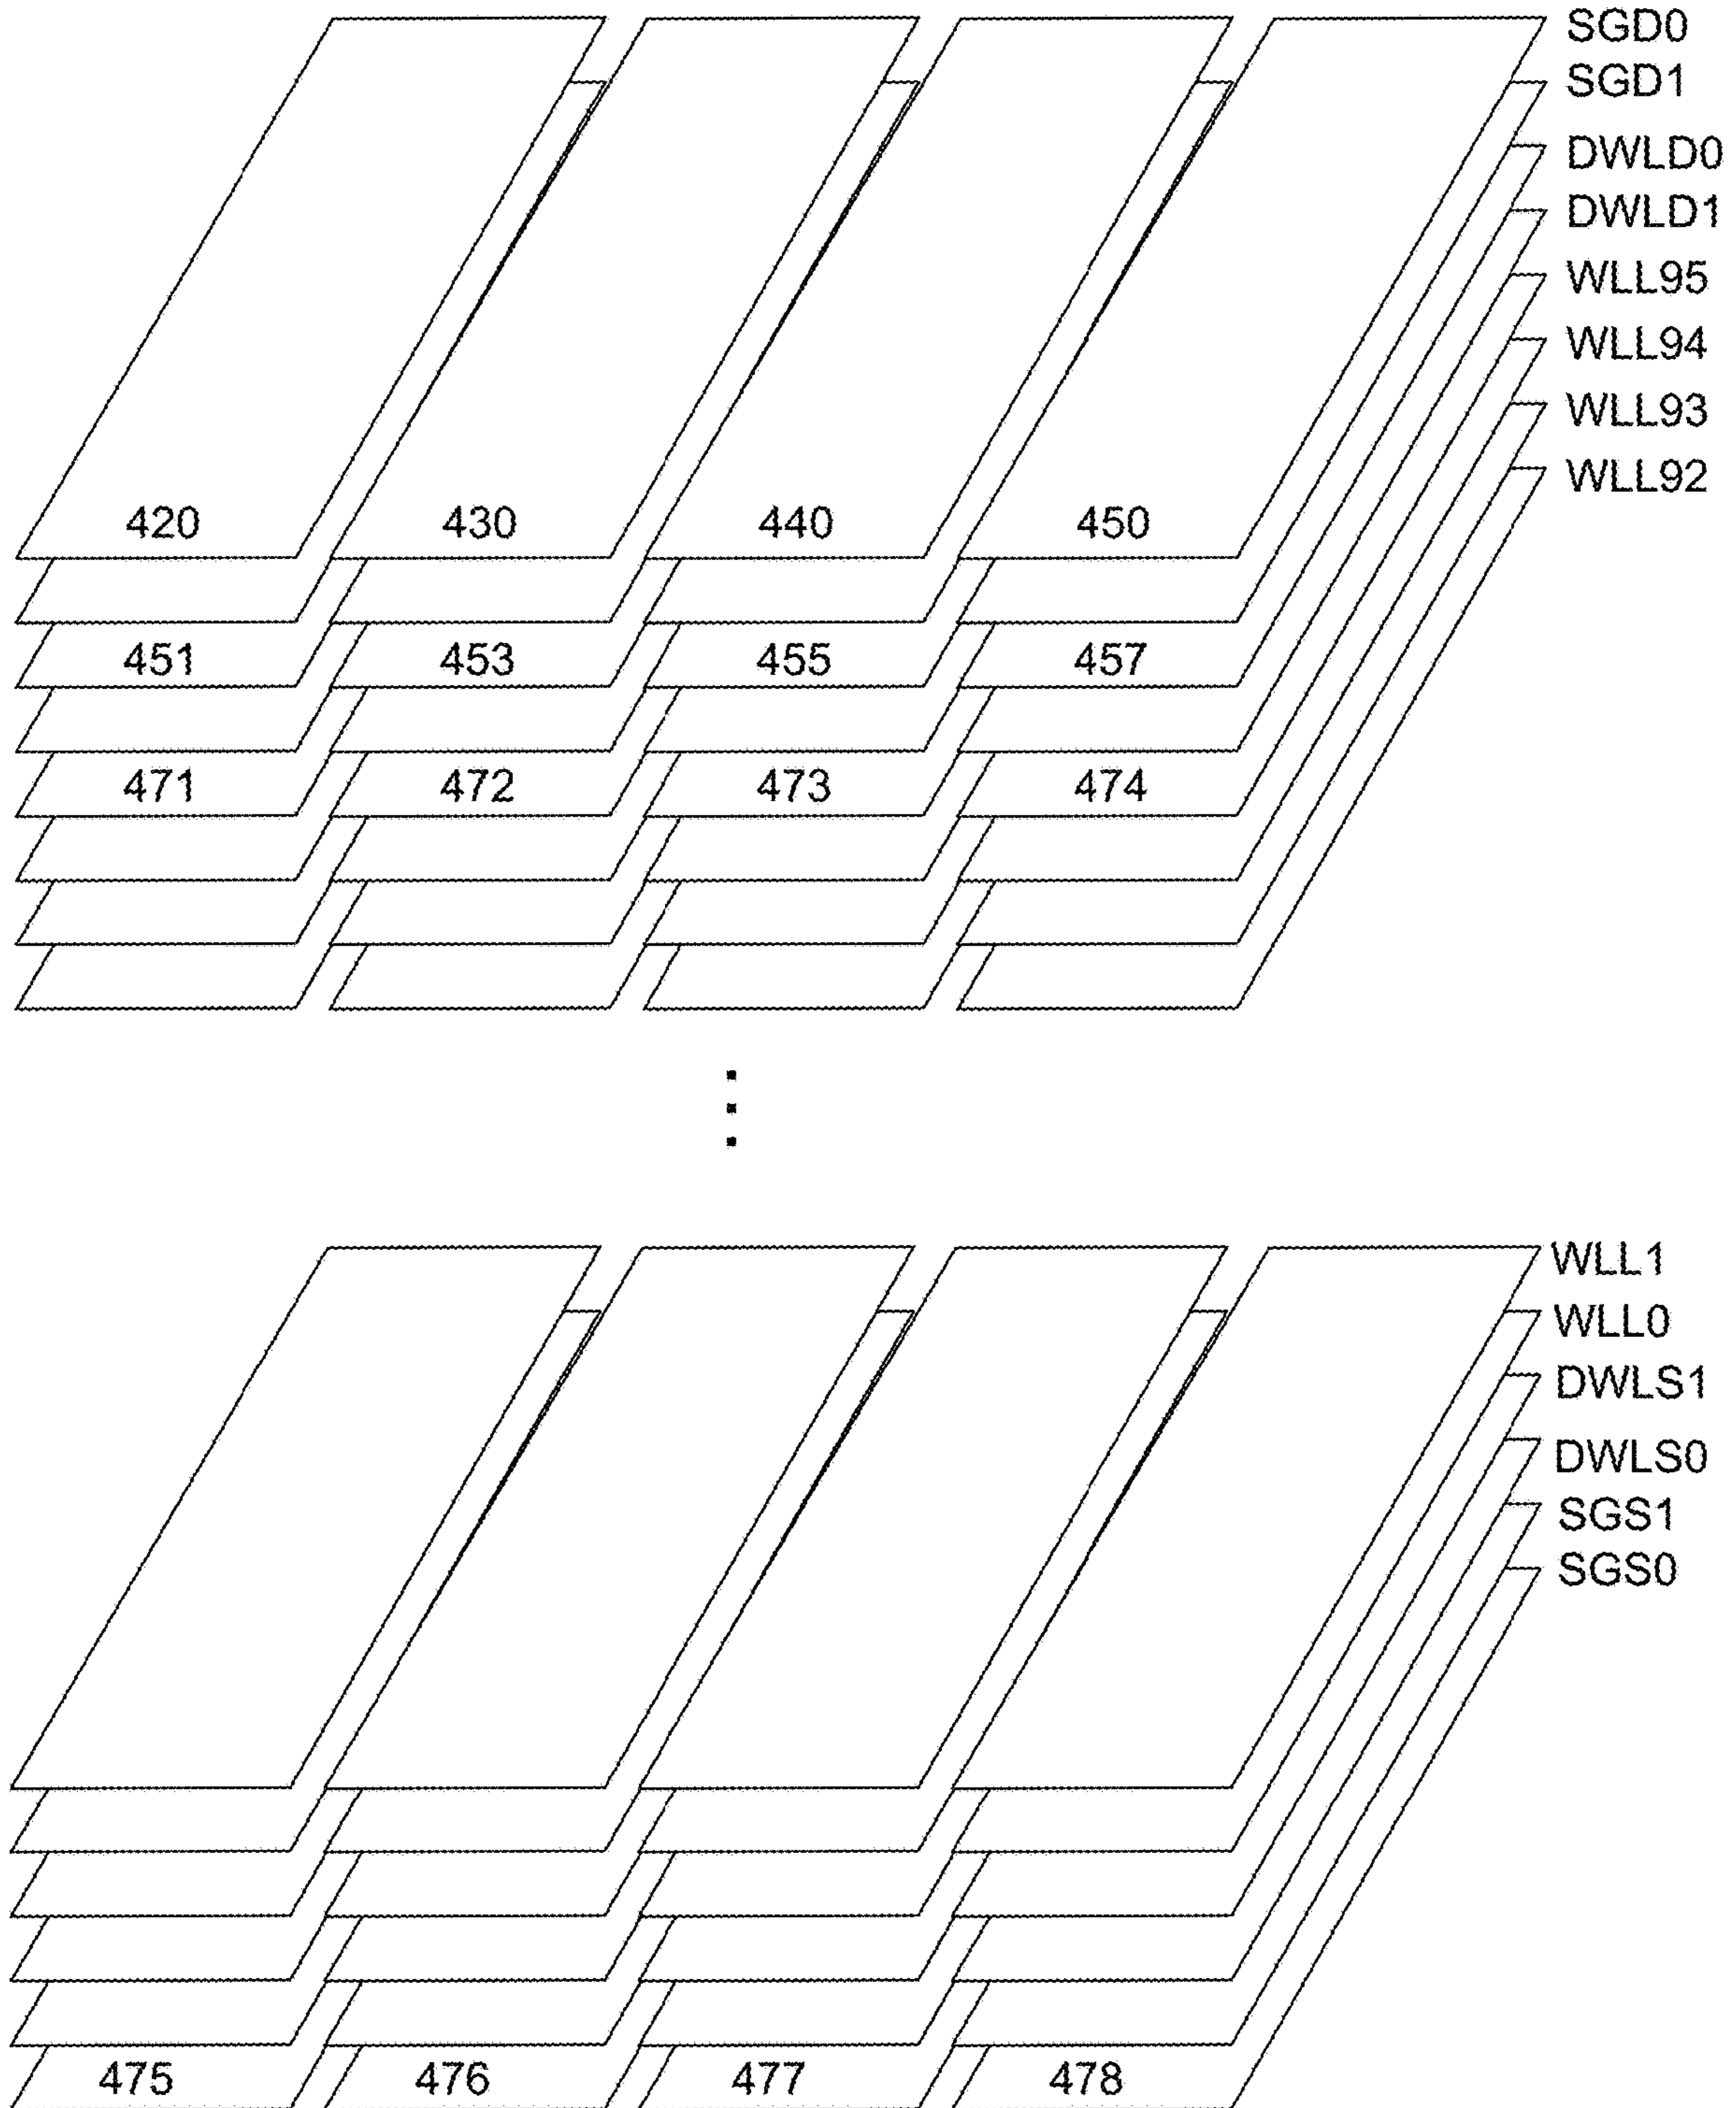 SGD0
SGD1
DWLD0
DWLD1
WLL95
WLL94
WLL93
WLL92
420 430 440 450
451 453 455 457
471 472 473 474
WLL1
WLL0
DWLS1
DWLS0
SGS1
SGS0
475 476 477 478